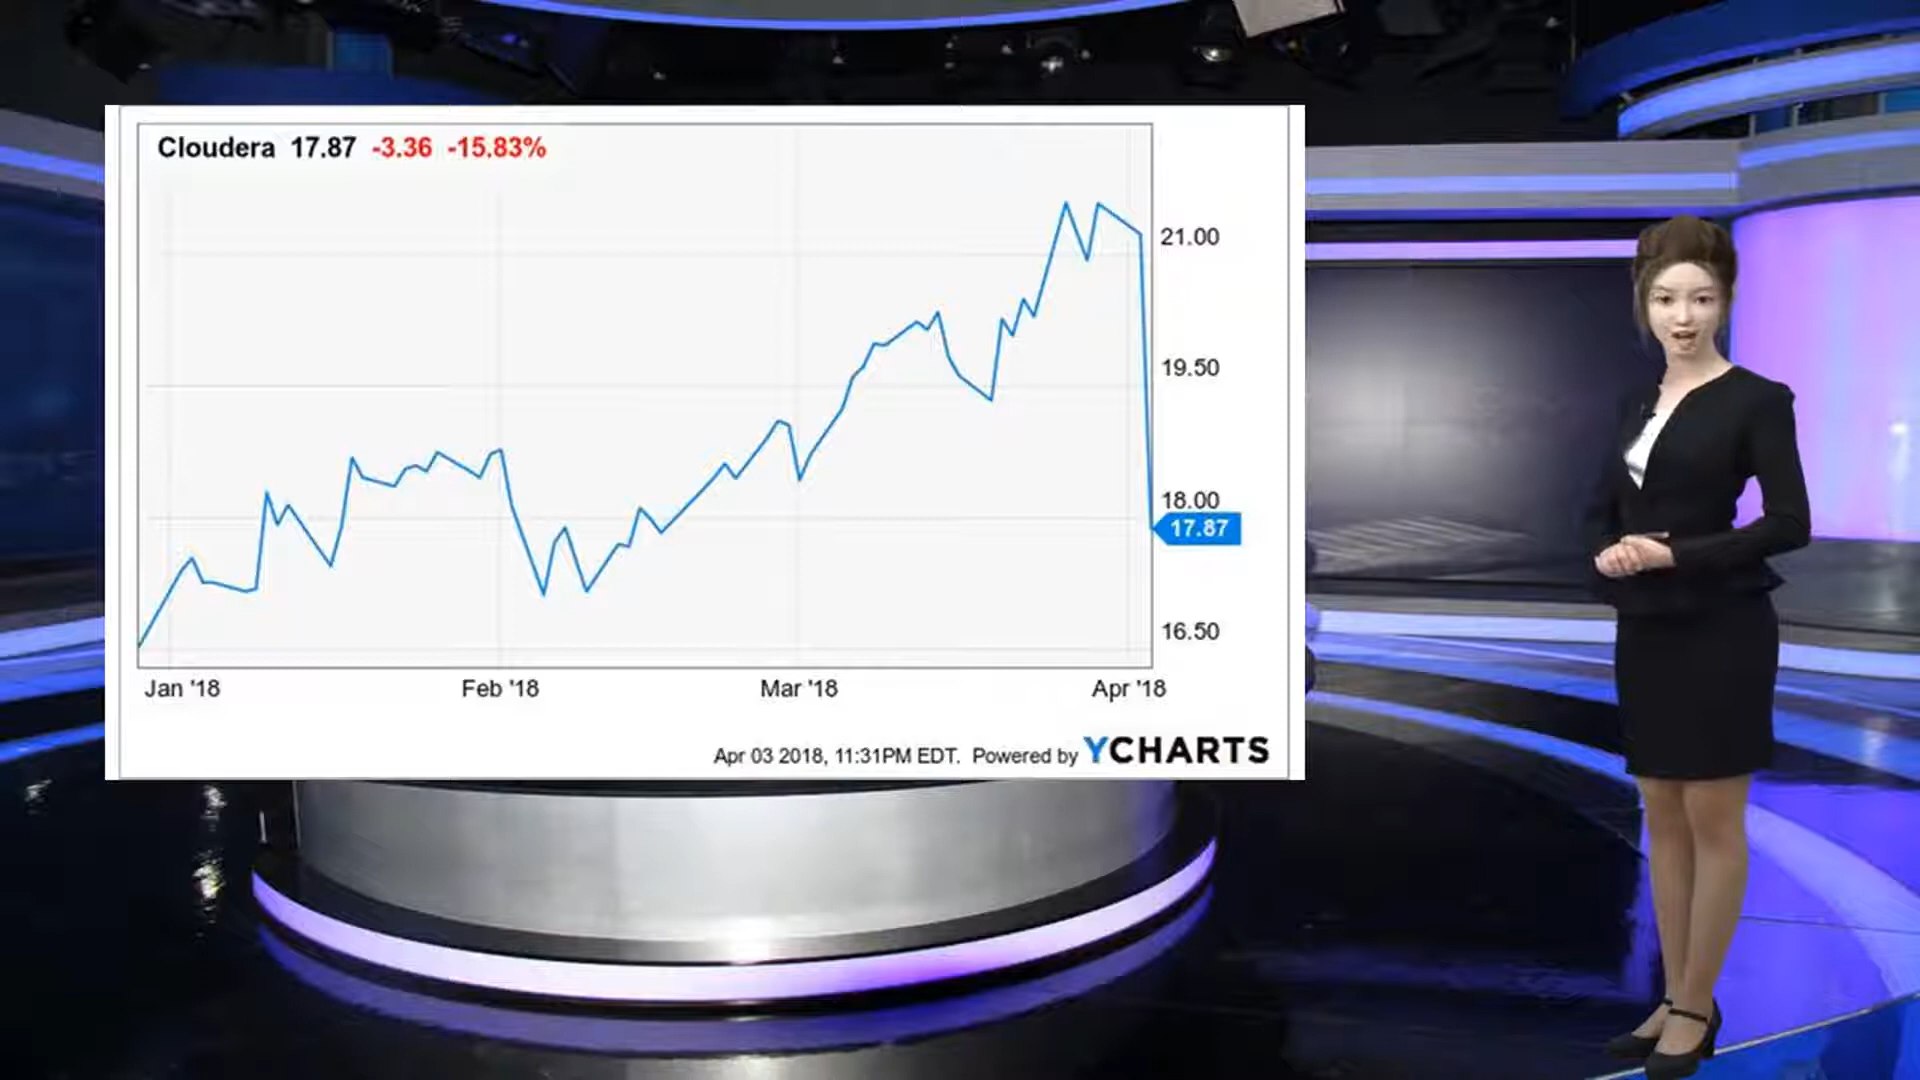 Cloudera 17.87 -3.36 -15.83%
21.00
19.50
18.00
17.87
16.50
Jan '18 Feb '18 Mar '18 Apr '18
Apr 03 2018, 11:31PM EDT. Powered by YCHARTS